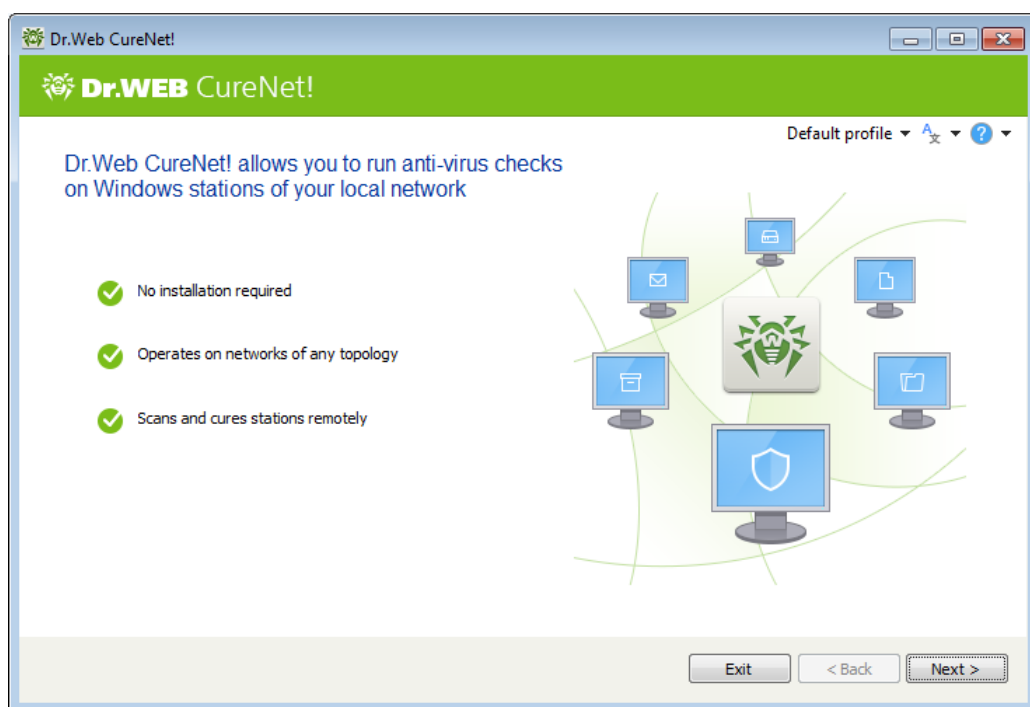 Dr.Web CureNet!
Dr.WEB CureNet!
Default profile
Dr.Web CureNet! allows you to run anti-virus checks
on Windows stations of your local network
No installation required
Operates on networks of any topology
Scans and cures stations remotely
Exit
< Back
Next >